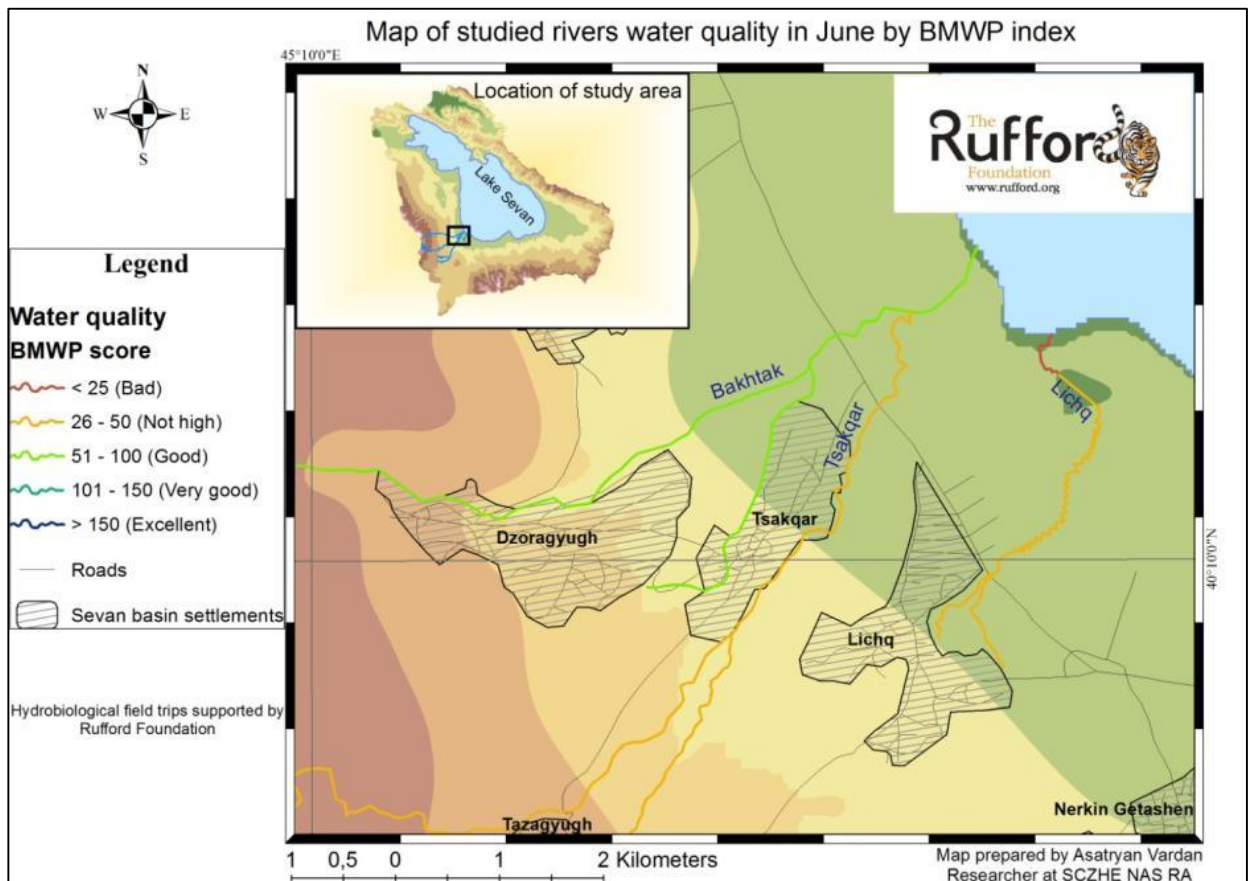 Map of studied rivers water quality in June by BMWP index
45°10'0"E
N
W
E
S
Location of study area
Lake Sevan
The
Rufford
Foundation
www.rufford.org
Legend
Water quality
BMWP score
< 25 (Bad)
26 - 50 (Not high)
51 - 100 (Good)
101 - 150 (Very good)
> 150 (Excellent)
Roads
Sevan basin settlements
Hydrobiological field trips supported by
Rufford Foundation
Bakhtak
Tsakqar
Lichq
Dzoragyugh
Tsakqar
Lichq
40°10'0"N
Tazagyugh
Nerkin Getashen
1 0,5 0 1 2 Kilometers
Map prepared by Asatryan Vardan
Researcher at SCZHE NAS RA